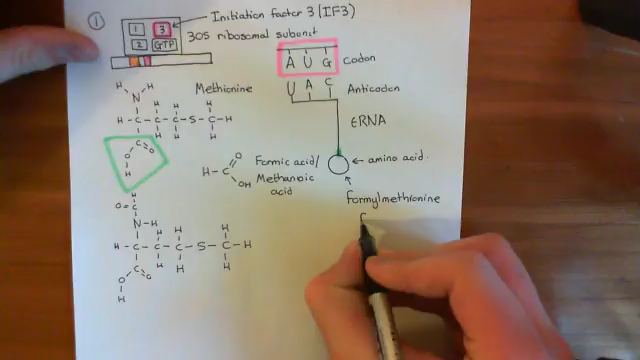 ① Initiation factor 3 (IF3)
1 3
2 GTP
30S ribosomal subunit
A U G Codon
U A C Anticodon
tRNA
amino acid.
formylmethionine
f
Methionine
H H
N H H H
H-C-C-C-S-C-H
H H H
C
O O
H
H-C O OH
Formic acid/
Methanoic
acid
H
O=C
N-H H H H
H-C-C-C-S-C-H
H H H
C
O O
H